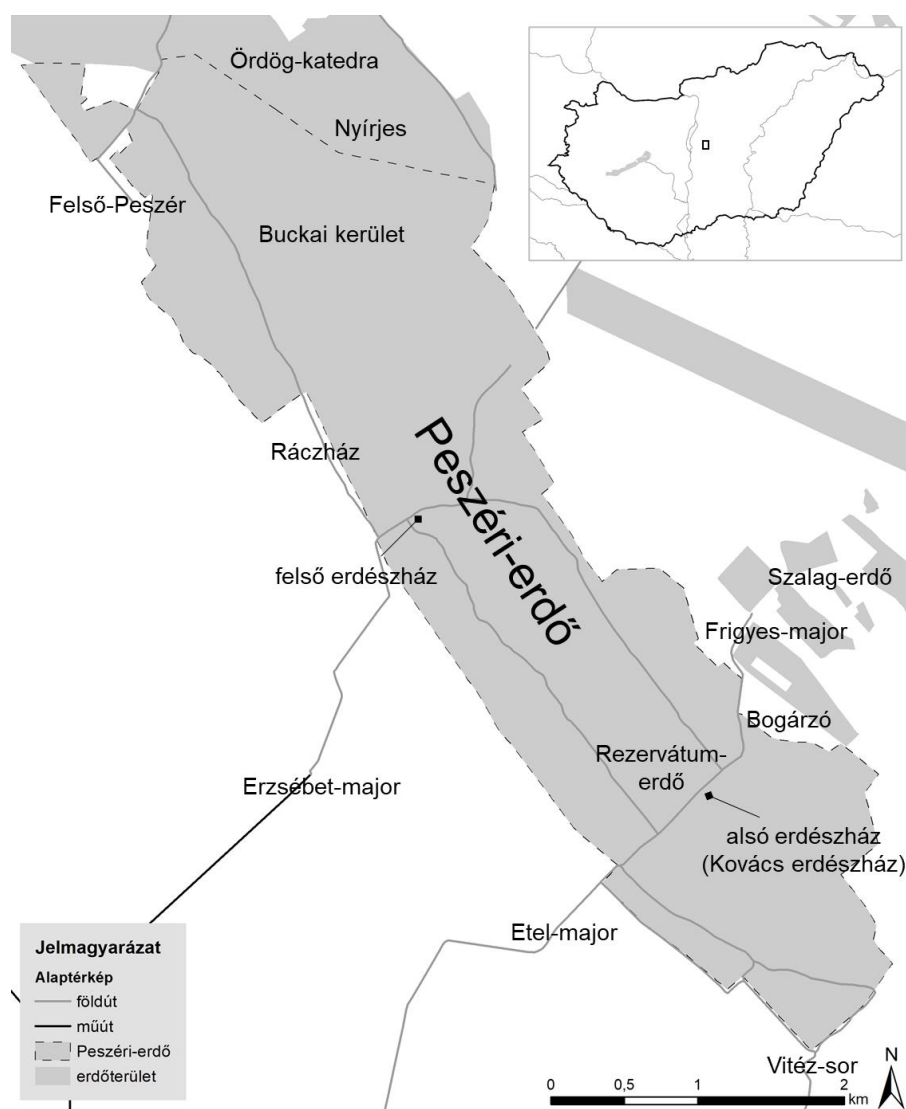 Ördög-katedra
Nyírjes
Felső-Peszér
Buckai kerület
Ráczház
Peszéri-erdő
felső erdészház
Szalag-erdő
Frigyes-major
Bogárzó
Rezervátum-
erdő
Erzsébet-major
alsó erdészház
(Kovács erdészház)
Etel-major
Vitéz-sor
Jelmagyarázat
Alaptérkép
földút
műút
Peszéri-erdő
erdőterület
0 0,5 1 2
km
N